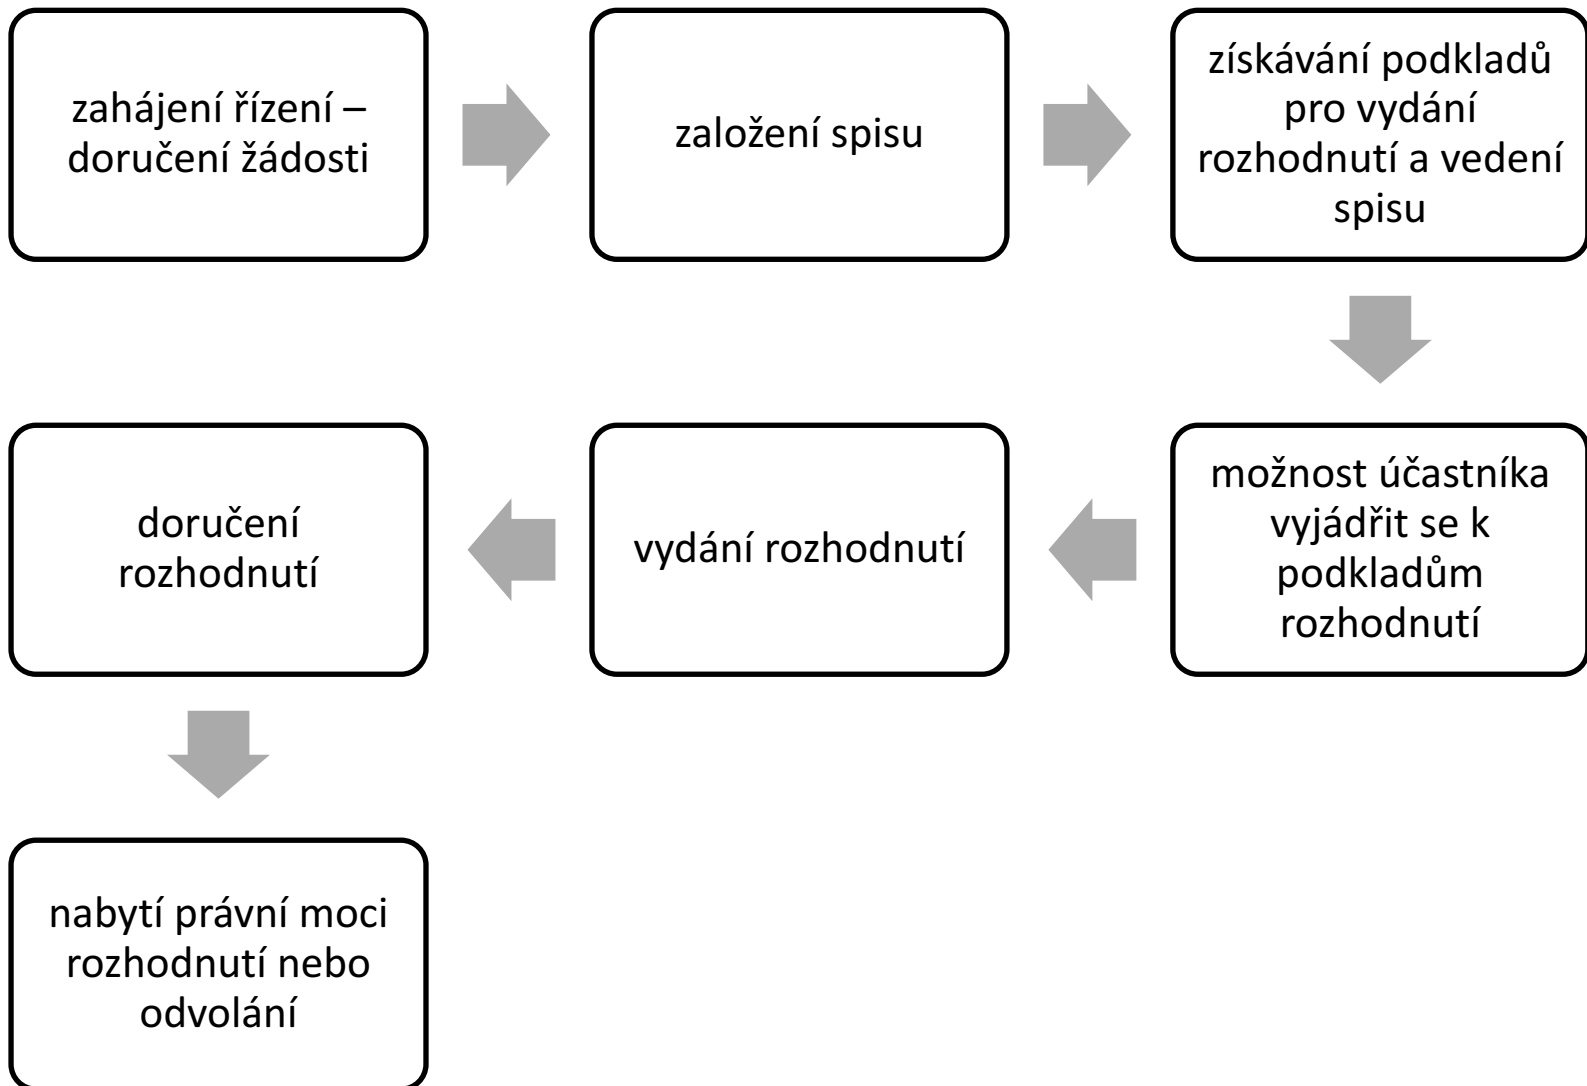 zahájení řízení –
doručení žádosti
založení spisu
získávání podkladů
pro vydání
rozhodnutí a vedení
spisu
možnost účastníka
vyjádřit se k
podkladům
rozhodnutí
vydání rozhodnutí
doručení
rozhodnutí
nabytí právní moci
rozhodnutí nebo
odvolání